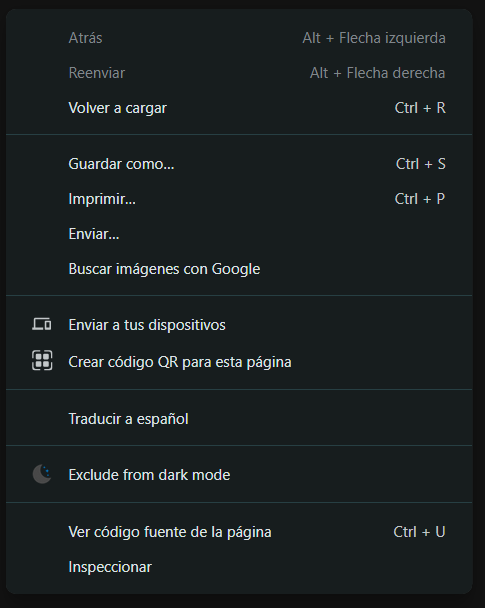 Atrás Alt + Flecha izquierda
Reenviar Alt + Flecha derecha
Volver a cargar Ctrl + R
Guardar como... Ctrl + S
Imprimir... Ctrl + P
Enviar...
Buscar imágenes con Google
Enviar a tus dispositivos
Crear código QR para esta página
Traducir a español
Exclude from dark mode
Ver código fuente de la página Ctrl + U
Inspeccionar